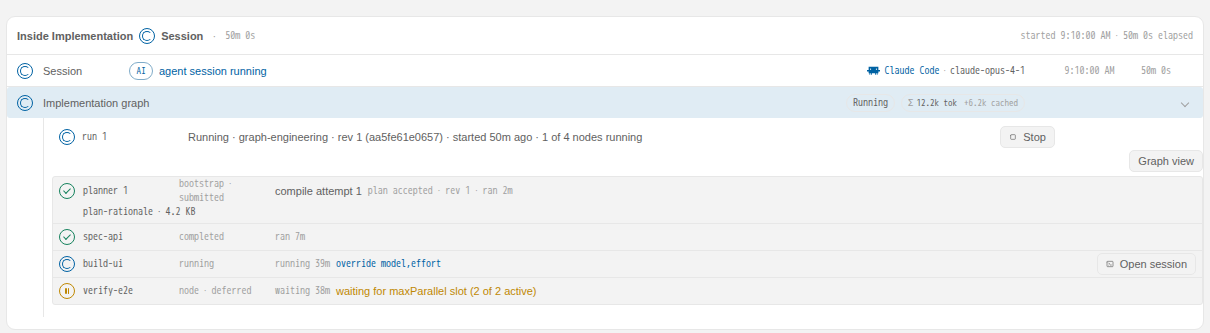 Inside Implementation Session · 50m 0s started 9:10:00 AM · 50m 0s elapsed
Session AI agent session running Claude Code · claude-opus-4-1 9:10:00 AM 50m 0s
Implementation graph Running Σ 12.2k tok +6.2k cached
run 1 Running · graph-engineering · rev 1 (aa5fe61e0657) · started 50m ago · 1 of 4 nodes running Stop
Graph view
planner 1 bootstrap · submitted compile attempt 1 plan accepted · rev 1 · ran 2m
plan-rationale · 4.2 KB
spec-api completed ran 7m
build-ui running running 39m override model,effort Open session
verify-e2e node · deferred waiting 38m waiting for maxParallel slot (2 of 2 active)